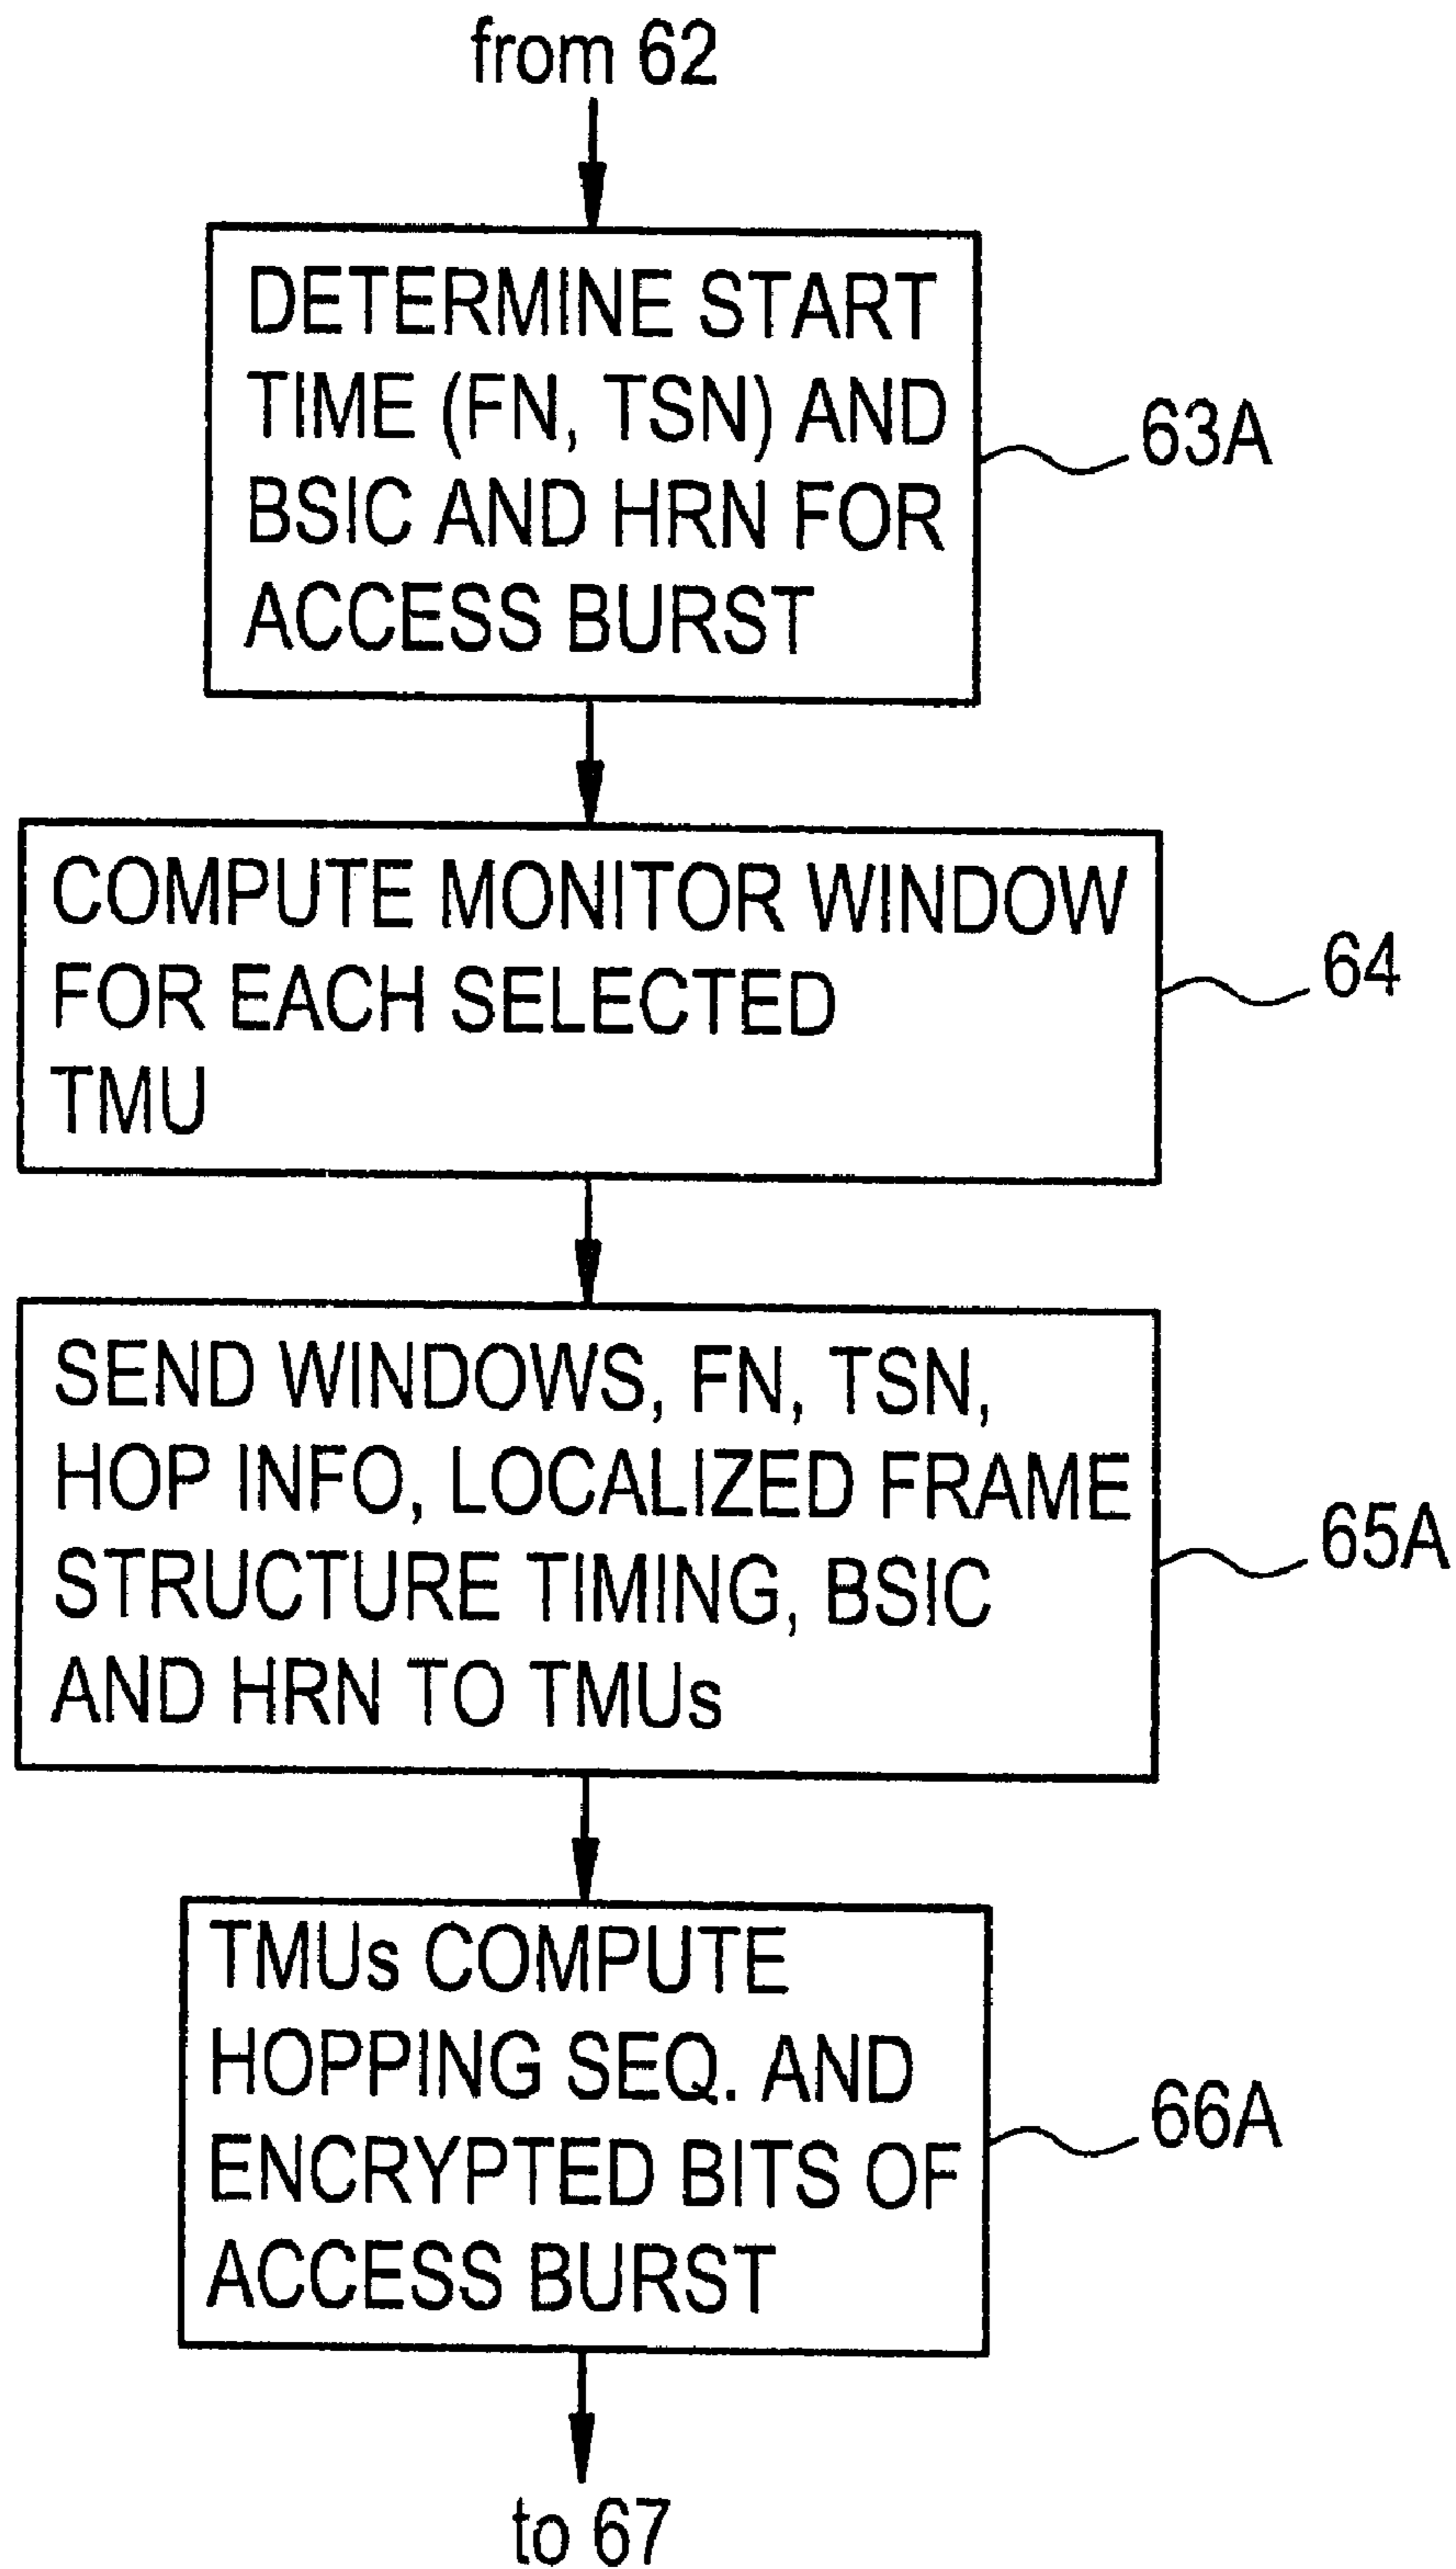 from 62
DETERMINE START
TIME (FN, TSN) AND
BSIC AND HRN FOR
ACCESS BURST
63A
COMPUTE MONITOR WINDOW
FOR EACH SELECTED
TMU
64
SEND WINDOWS, FN, TSN,
HOP INFO, LOCALIZED FRAME
STRUCTURE TIMING, BSIC
AND HRN TO TMUs
65A
TMUs COMPUTE
HOPPING SEQ. AND
ENCRYPTED BITS OF
ACCESS BURST
66A
to 67